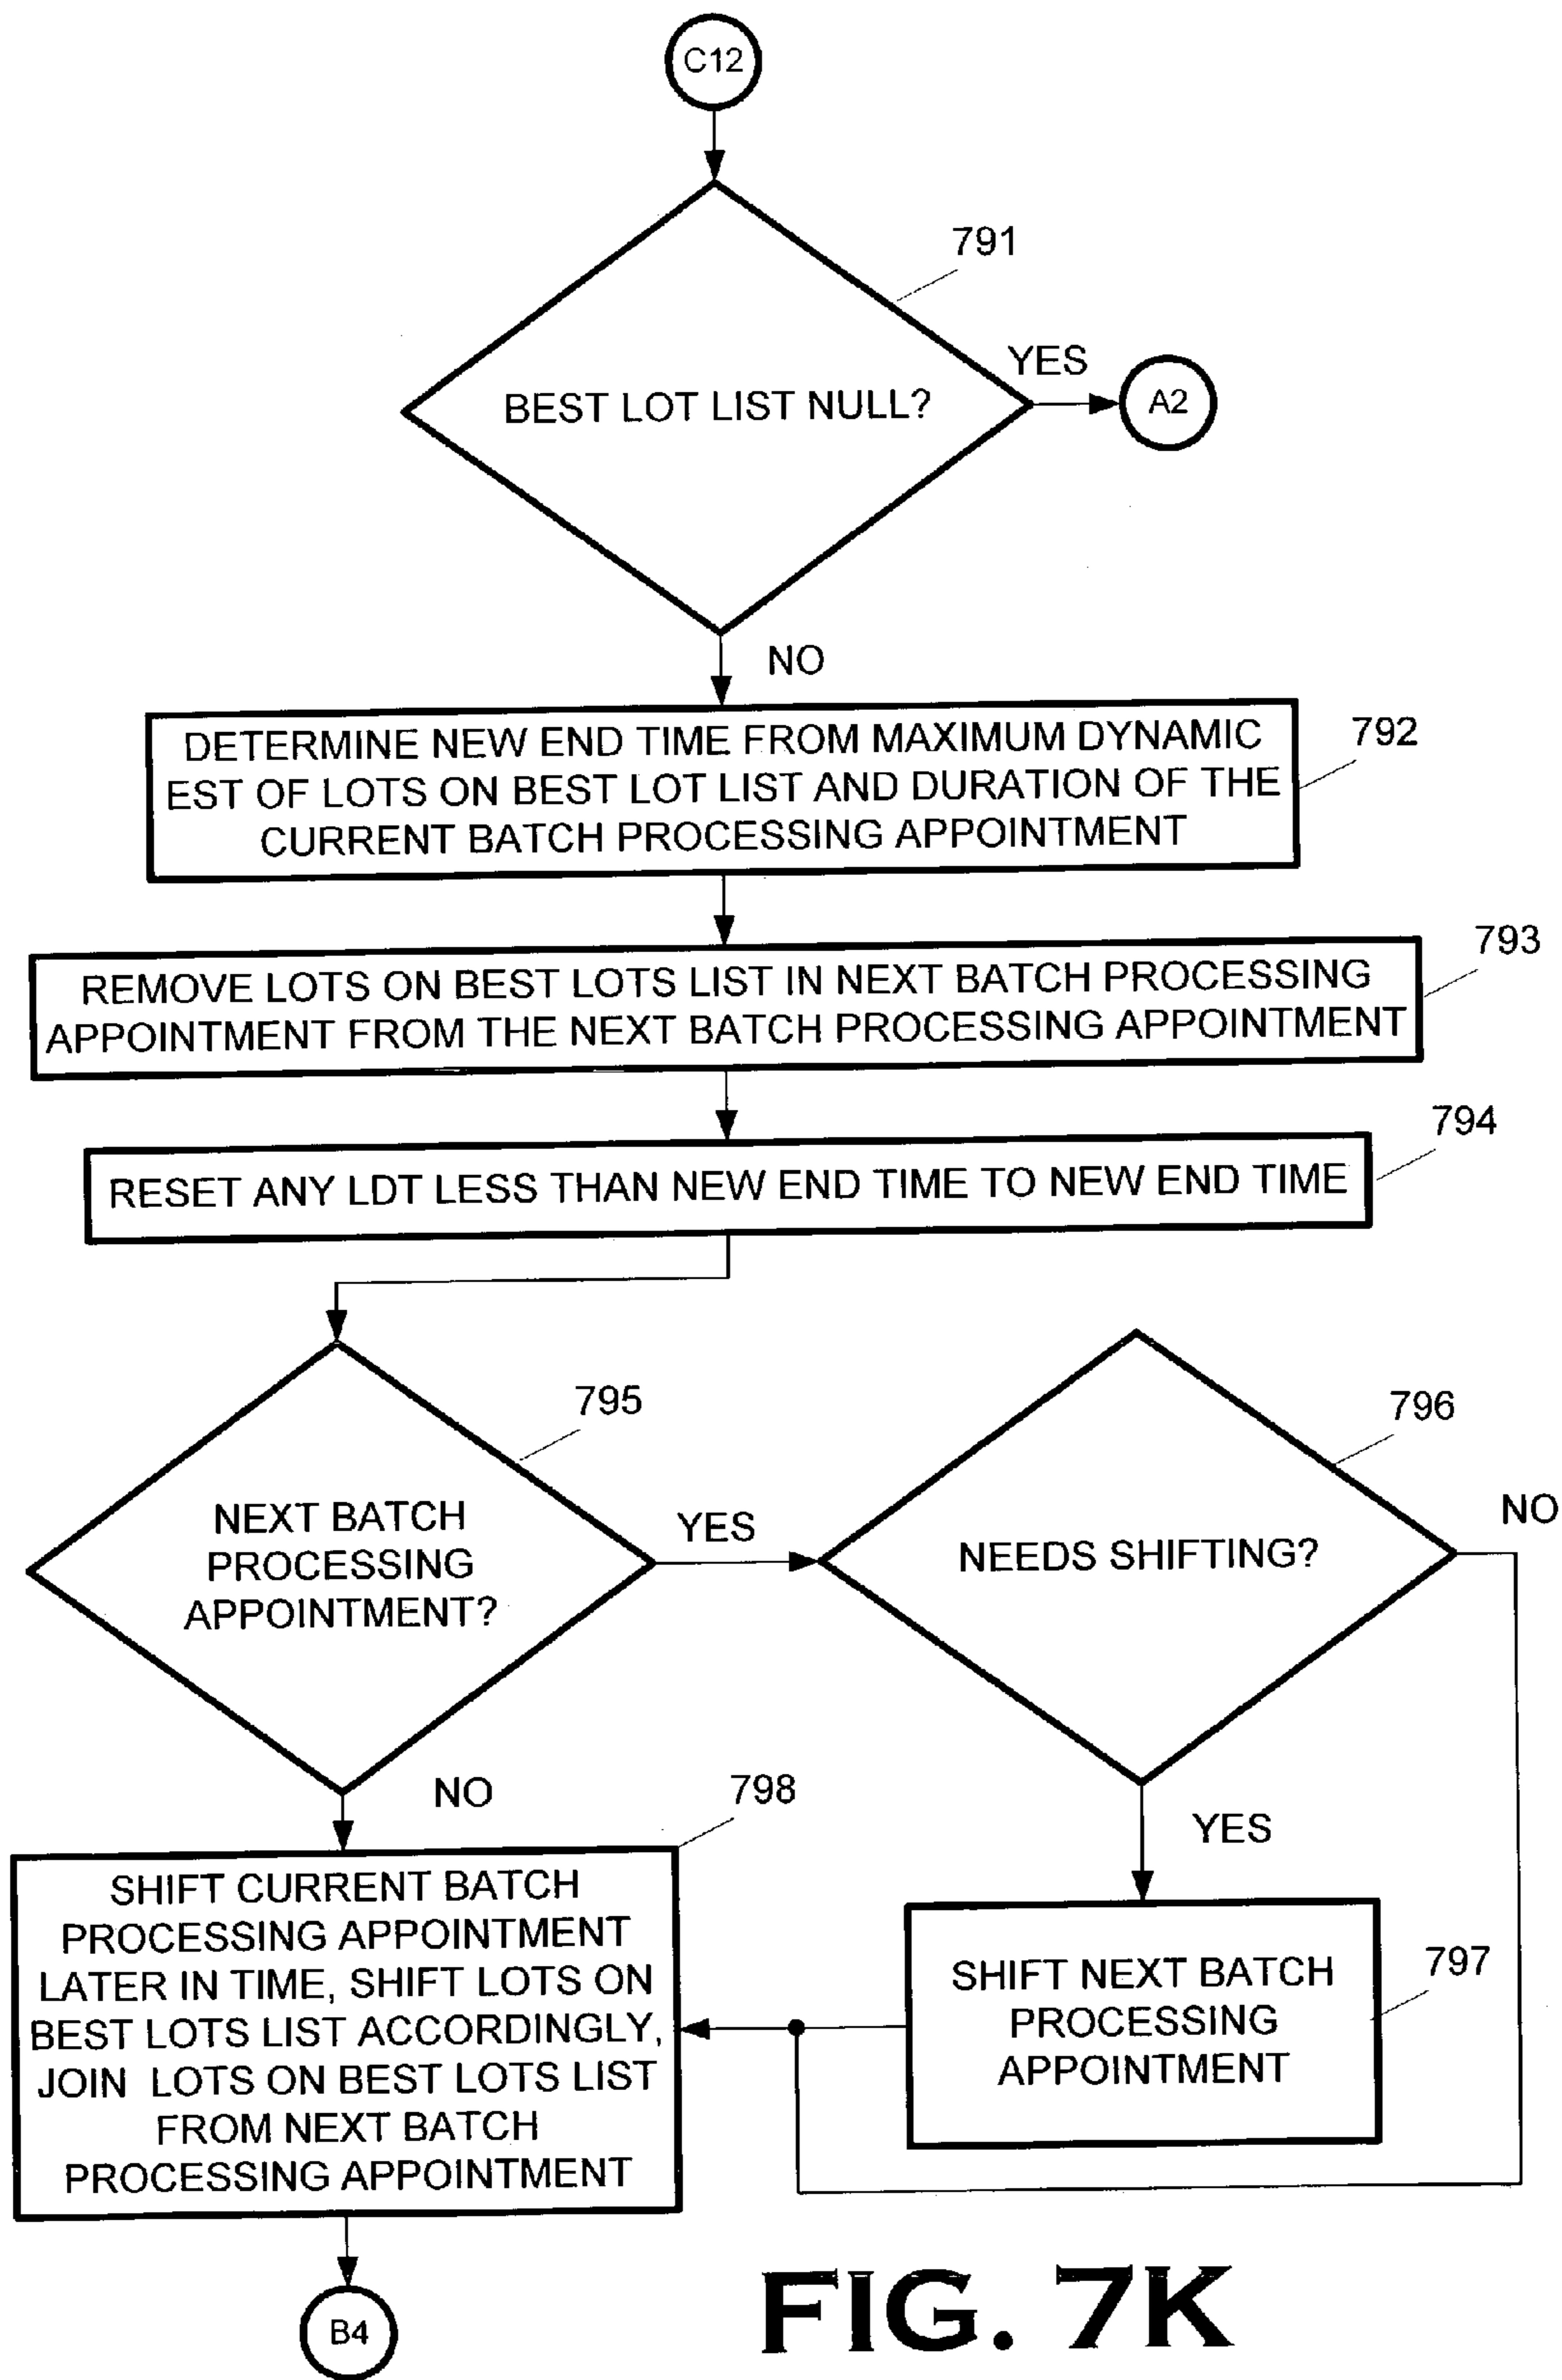 C12
791
BEST LOT LIST NULL?
YES
A2
NO
792
DETERMINE NEW END TIME FROM MAXIMUM DYNAMIC
EST OF LOTS ON BEST LOT LIST AND DURATION OF THE
CURRENT BATCH PROCESSING APPOINTMENT
793
REMOVE LOTS ON BEST LOTS LIST IN NEXT BATCH PROCESSING
APPOINTMENT FROM THE NEXT BATCH PROCESSING APPOINTMENT
794
RESET ANY LDT LESS THAN NEW END TIME TO NEW END TIME
795
NEXT BATCH
PROCESSING
APPOINTMENT?
YES
796
NEEDS SHIFTING?
NO
NO
798
SHIFT CURRENT BATCH
PROCESSING APPOINTMENT
LATER IN TIME, SHIFT LOTS ON
BEST LOTS LIST ACCORDINGLY,
JOIN LOTS ON BEST LOTS LIST
FROM NEXT BATCH
PROCESSING APPOINTMENT
YES
797
SHIFT NEXT BATCH
PROCESSING
APPOINTMENT
B4
FIG. 7K